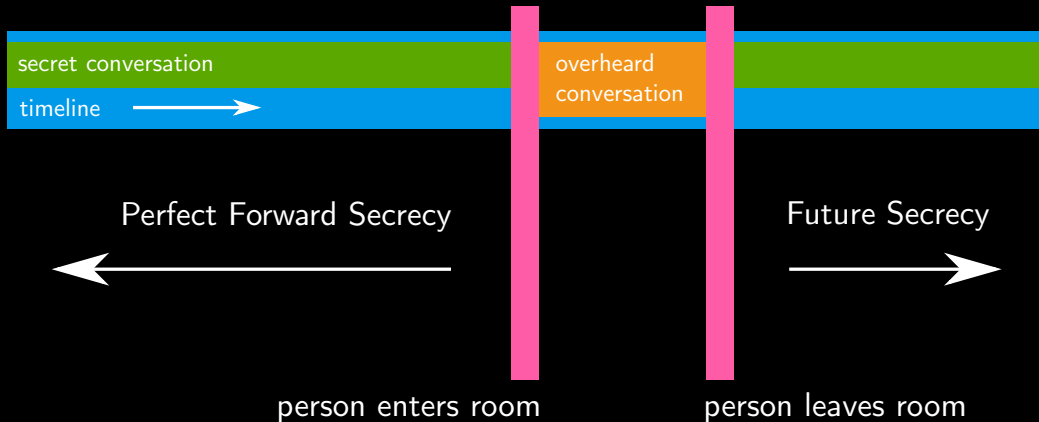 secret conversation
overheard
conversation
timeline
Perfect Forward Secrecy
Future Secrecy
person enters room
person leaves room